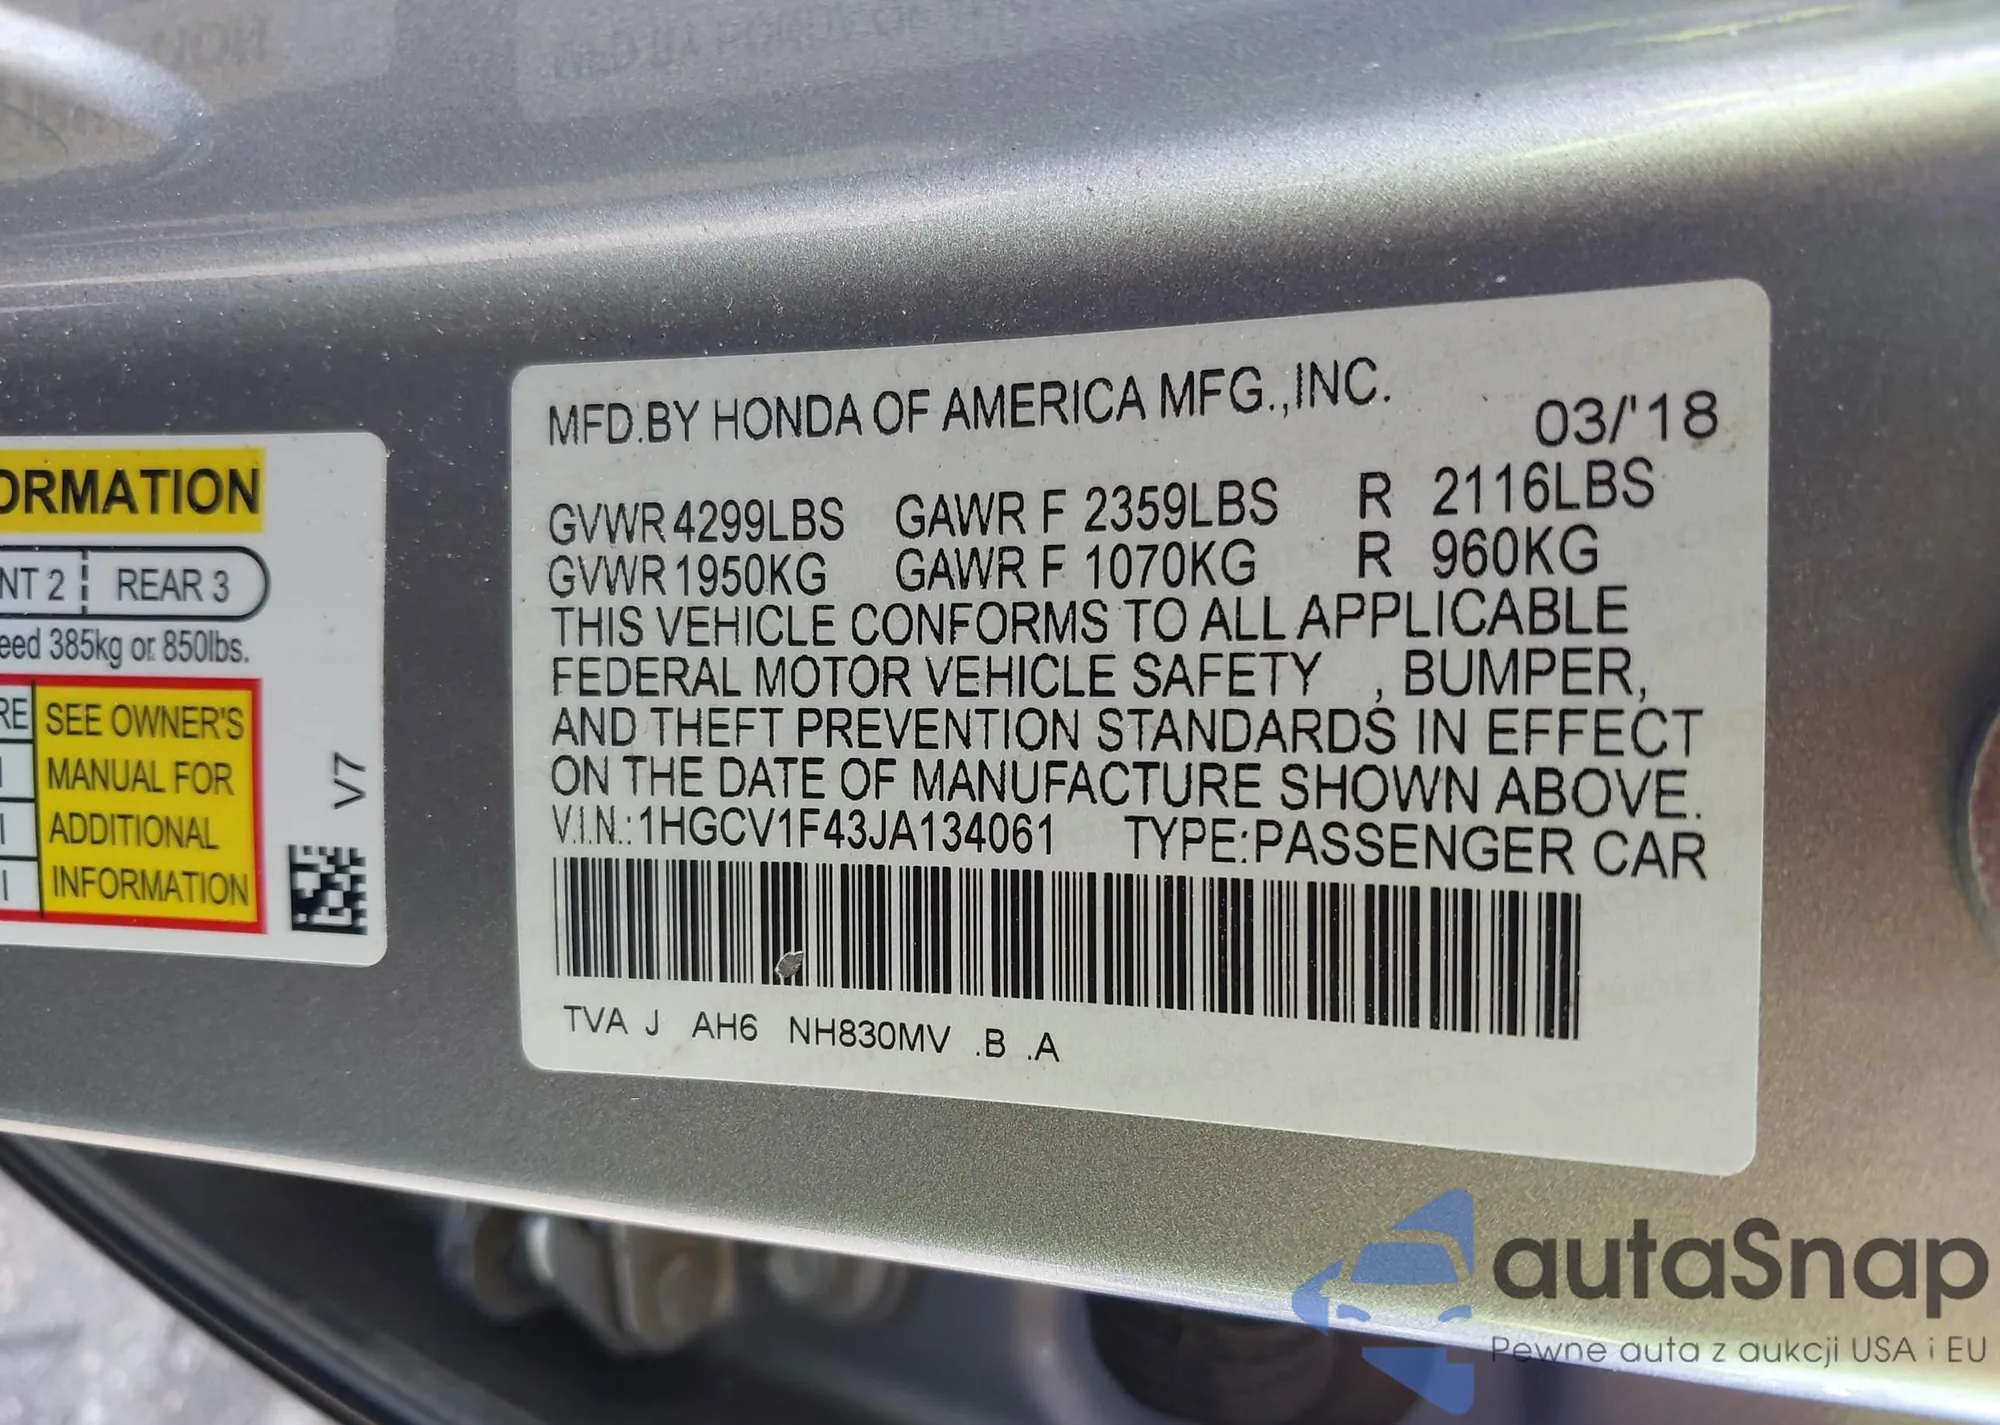 ORMATION
NT 2 REAR 3
eed 385kg or 850lbs.
RE SEE OWNER'S
MANUAL FOR
ADDITIONAL
INFORMATION
V7
MFD.BY HONDA OF AMERICA MFG.,INC. 03/'18
GVWR 4299LBS GAWR F 2359LBS R 2116LBS
GVWR 1950KG GAWR F 1070KG R 960KG
THIS VEHICLE CONFORMS TO ALL APPLICABLE
FEDERAL MOTOR VEHICLE SAFETY , BUMPER,
AND THEFT PREVENTION STANDARDS IN EFFECT
ON THE DATE OF MANUFACTURE SHOWN ABOVE.
V.I.N.:1HGCV1F43JA134061 TYPE:PASSENGER CAR
TVA J AH6 NH830MV .B .A
autaSnap
Pewne auta z aukcji USA i EU